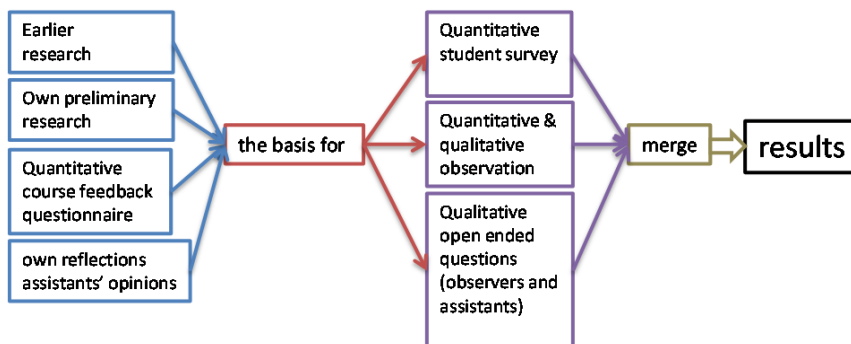 Earlier
research
Own preliminary
research
Quantitative
course feedback
questionnaire
own reflections
assistants' opinions
the basis for
Quantitative
student survey
Quantitative &
qualitative
observation
Qualitative
open ended
questions
(observers and
assistants)
merge
results